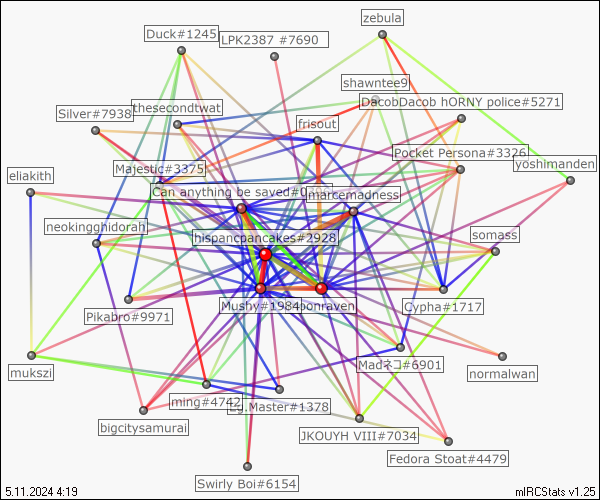 zebula
Duck#1245
LPK2387 #7690
shawntee9
DacobDacob hORNY police#5271
thesecondtwat
Silver#7938
frisout
Pocket Persona#3326
yoshimanden
Majestic#3375
eliakith
Can anything be saved#0
marcemadness
neokingghidorah
hispancpancakes#2928
somass
Mushy#1984
bonraven
Cypha#1717
Pikabro#9971
Madネコ#6901
mukszi
normalwan
ming#4742
Master#1378
bigcitysamurai
JKOUYH VIII#7034
Fedora Stoat#4479
Swirly Boi#6154
5.11.2024 4:19
mIRCStats v1.25